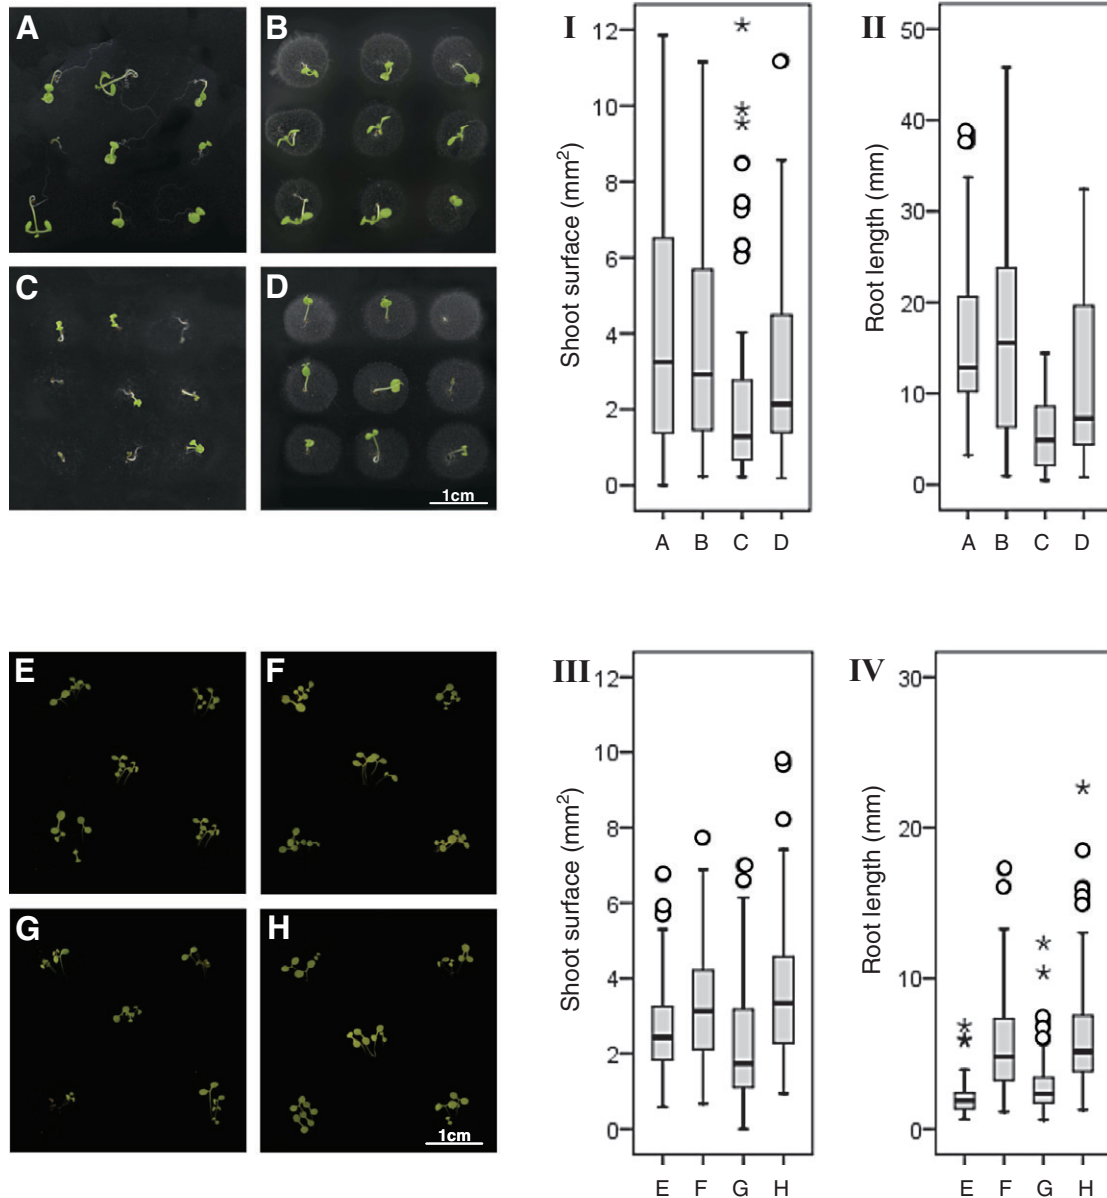 A
B
C
D
1cm
I
Shoot surface (mm²)
12
10
8
6
4
2
0
A B C D
II
Root length (mm)
50
40
30
20
10
0
A B C D
E
F
G
H
1cm
III
Shoot surface (mm²)
12
10
8
6
4
2
0
E F G H
IV
Root length (mm)
30
20
10
0
E F G H